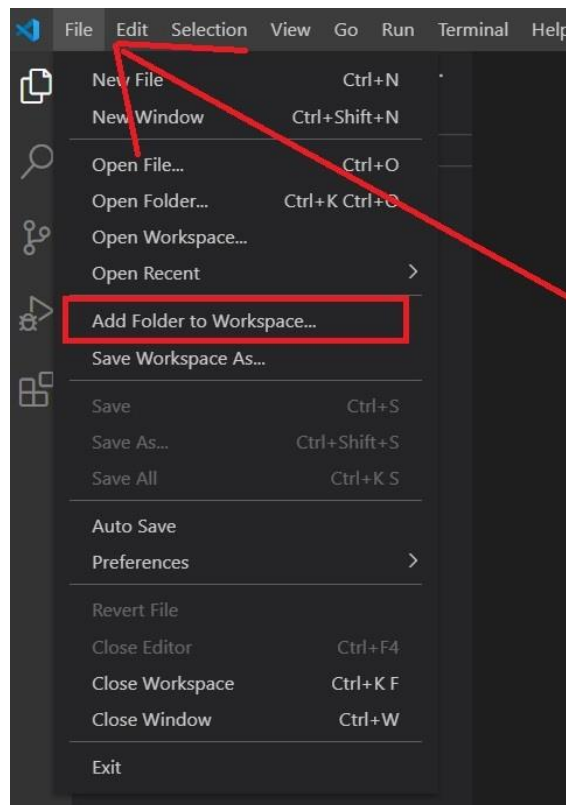 File Edit Selection View Go Run Terminal Help
New File Ctrl+N
New Window Ctrl+Shift+N
Open File... Ctrl+O
Open Folder... Ctrl+K Ctrl+O
Open Workspace...
Open Recent
Add Folder to Workspace...
Save Workspace As...
Save Ctrl+S
Save As... Ctrl+Shift+S
Save All Ctrl+K S
Auto Save
Preferences
Revert File
Close Editor Ctrl+F4
Close Workspace Ctrl+K F
Close Window Ctrl+W
Exit